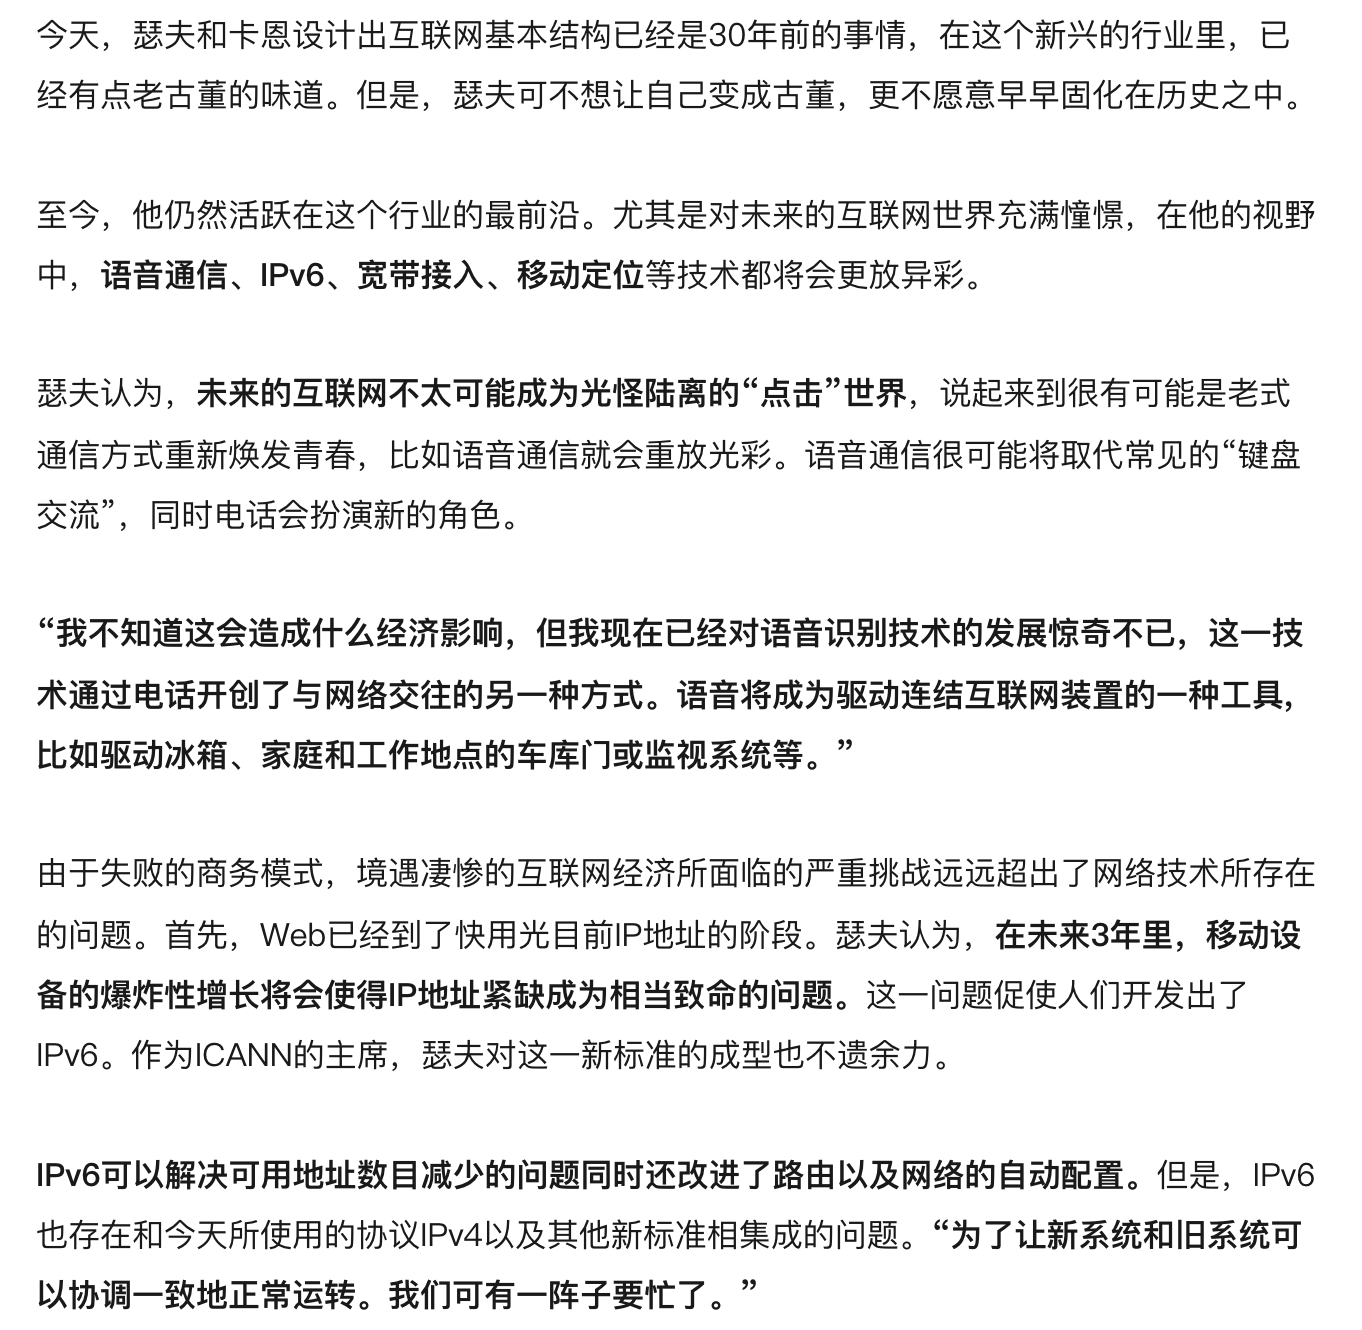 今天，瑟夫和卡恩设计出互联网基本结构已经是30年前的事情，在这个新兴的行业里，已
经有点老古董的味道。但是，瑟夫可不想让自己变成古董，更不愿意早早固化在历史之中。
至今，他仍然活跃在这个行业的最前沿。尤其是对未来的互联网世界充满憧憬，在他的视野
中，语音通信、IPv6、宽带接入、移动定位等技术都将会更放异彩。
瑟夫认为，未来的互联网不太可能成为光怪陆离的“点击”世界，说起来到很有可能是老式
通信方式重新焕发青春，比如语音通信就会重放光彩。语音通信很可能将取代常见的“键盘
交流”，同时电话会扮演新的角色。
“我不知道这会造成什么经济影响，但我现在已经对语音识别技术的发展惊奇不已，这一技
术通过电话开创了与网络交往的另一种方式。语音将成为驱动连结互联网装置的一种工具，
比如驱动冰箱、家庭和工作地点的车库门或监视系统等。”
由于失败的商务模式，境遇凄惨的互联网经济所面临的严重挑战远远超出了网络技术所存在
的问题。首先，Web已经到了快用光目前IP地址的阶段。瑟夫认为，在未来3年里，移动设
备的爆炸性增长将会使得IP地址紧缺成为相当致命的问题。这一问题促使人们开发出了
IPv6。作为ICANN的主席，瑟夫对这一新标准的成型也不遗余力。
IPv6可以解决可用地址数目减少的问题同时还改进了路由以及网络的自动配置。但是，IPv6
也存在和今天所使用的协议IPv4以及其他新标准相集成的问题。“为了让新系统和旧系统可
以协调一致地正常运转。我们可有一阵子要忙了。”